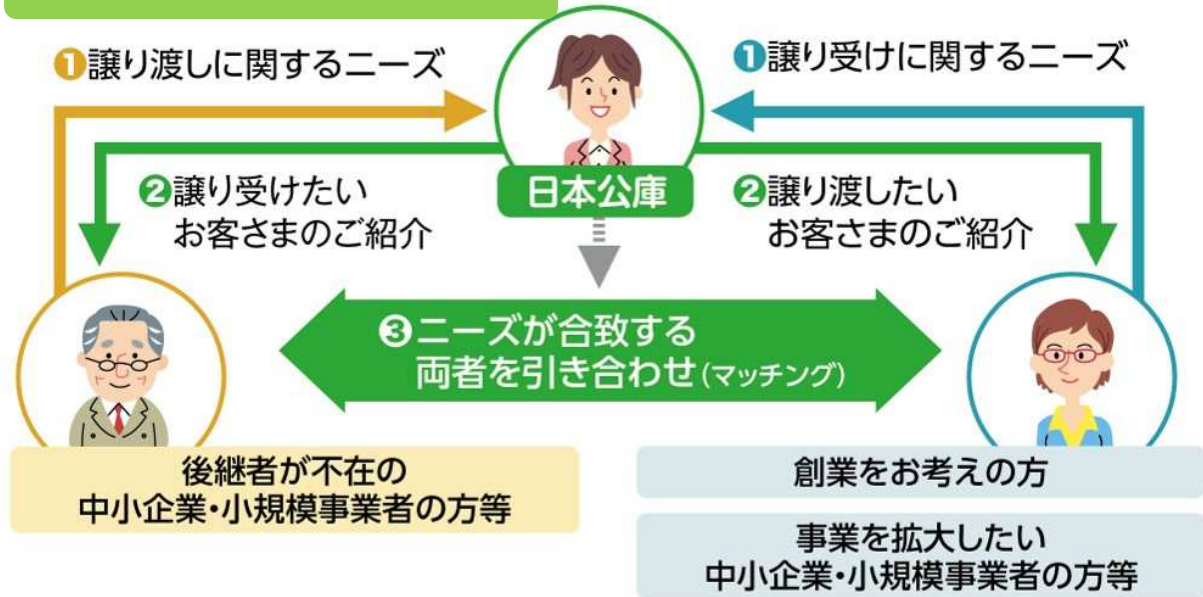 ❶譲り渡しに関するニーズ
❶譲り受けに関するニーズ
❷譲り受けたい
お客さまのご紹介
日本公庫
❷譲り渡したい
お客さまのご紹介
❸ニーズが合致する
両者を引き合わせ(マッチング)
後継者が不在の
中小企業・小規模事業者の方等
創業をお考えの方
事業を拡大したい
中小企業・小規模事業者の方等